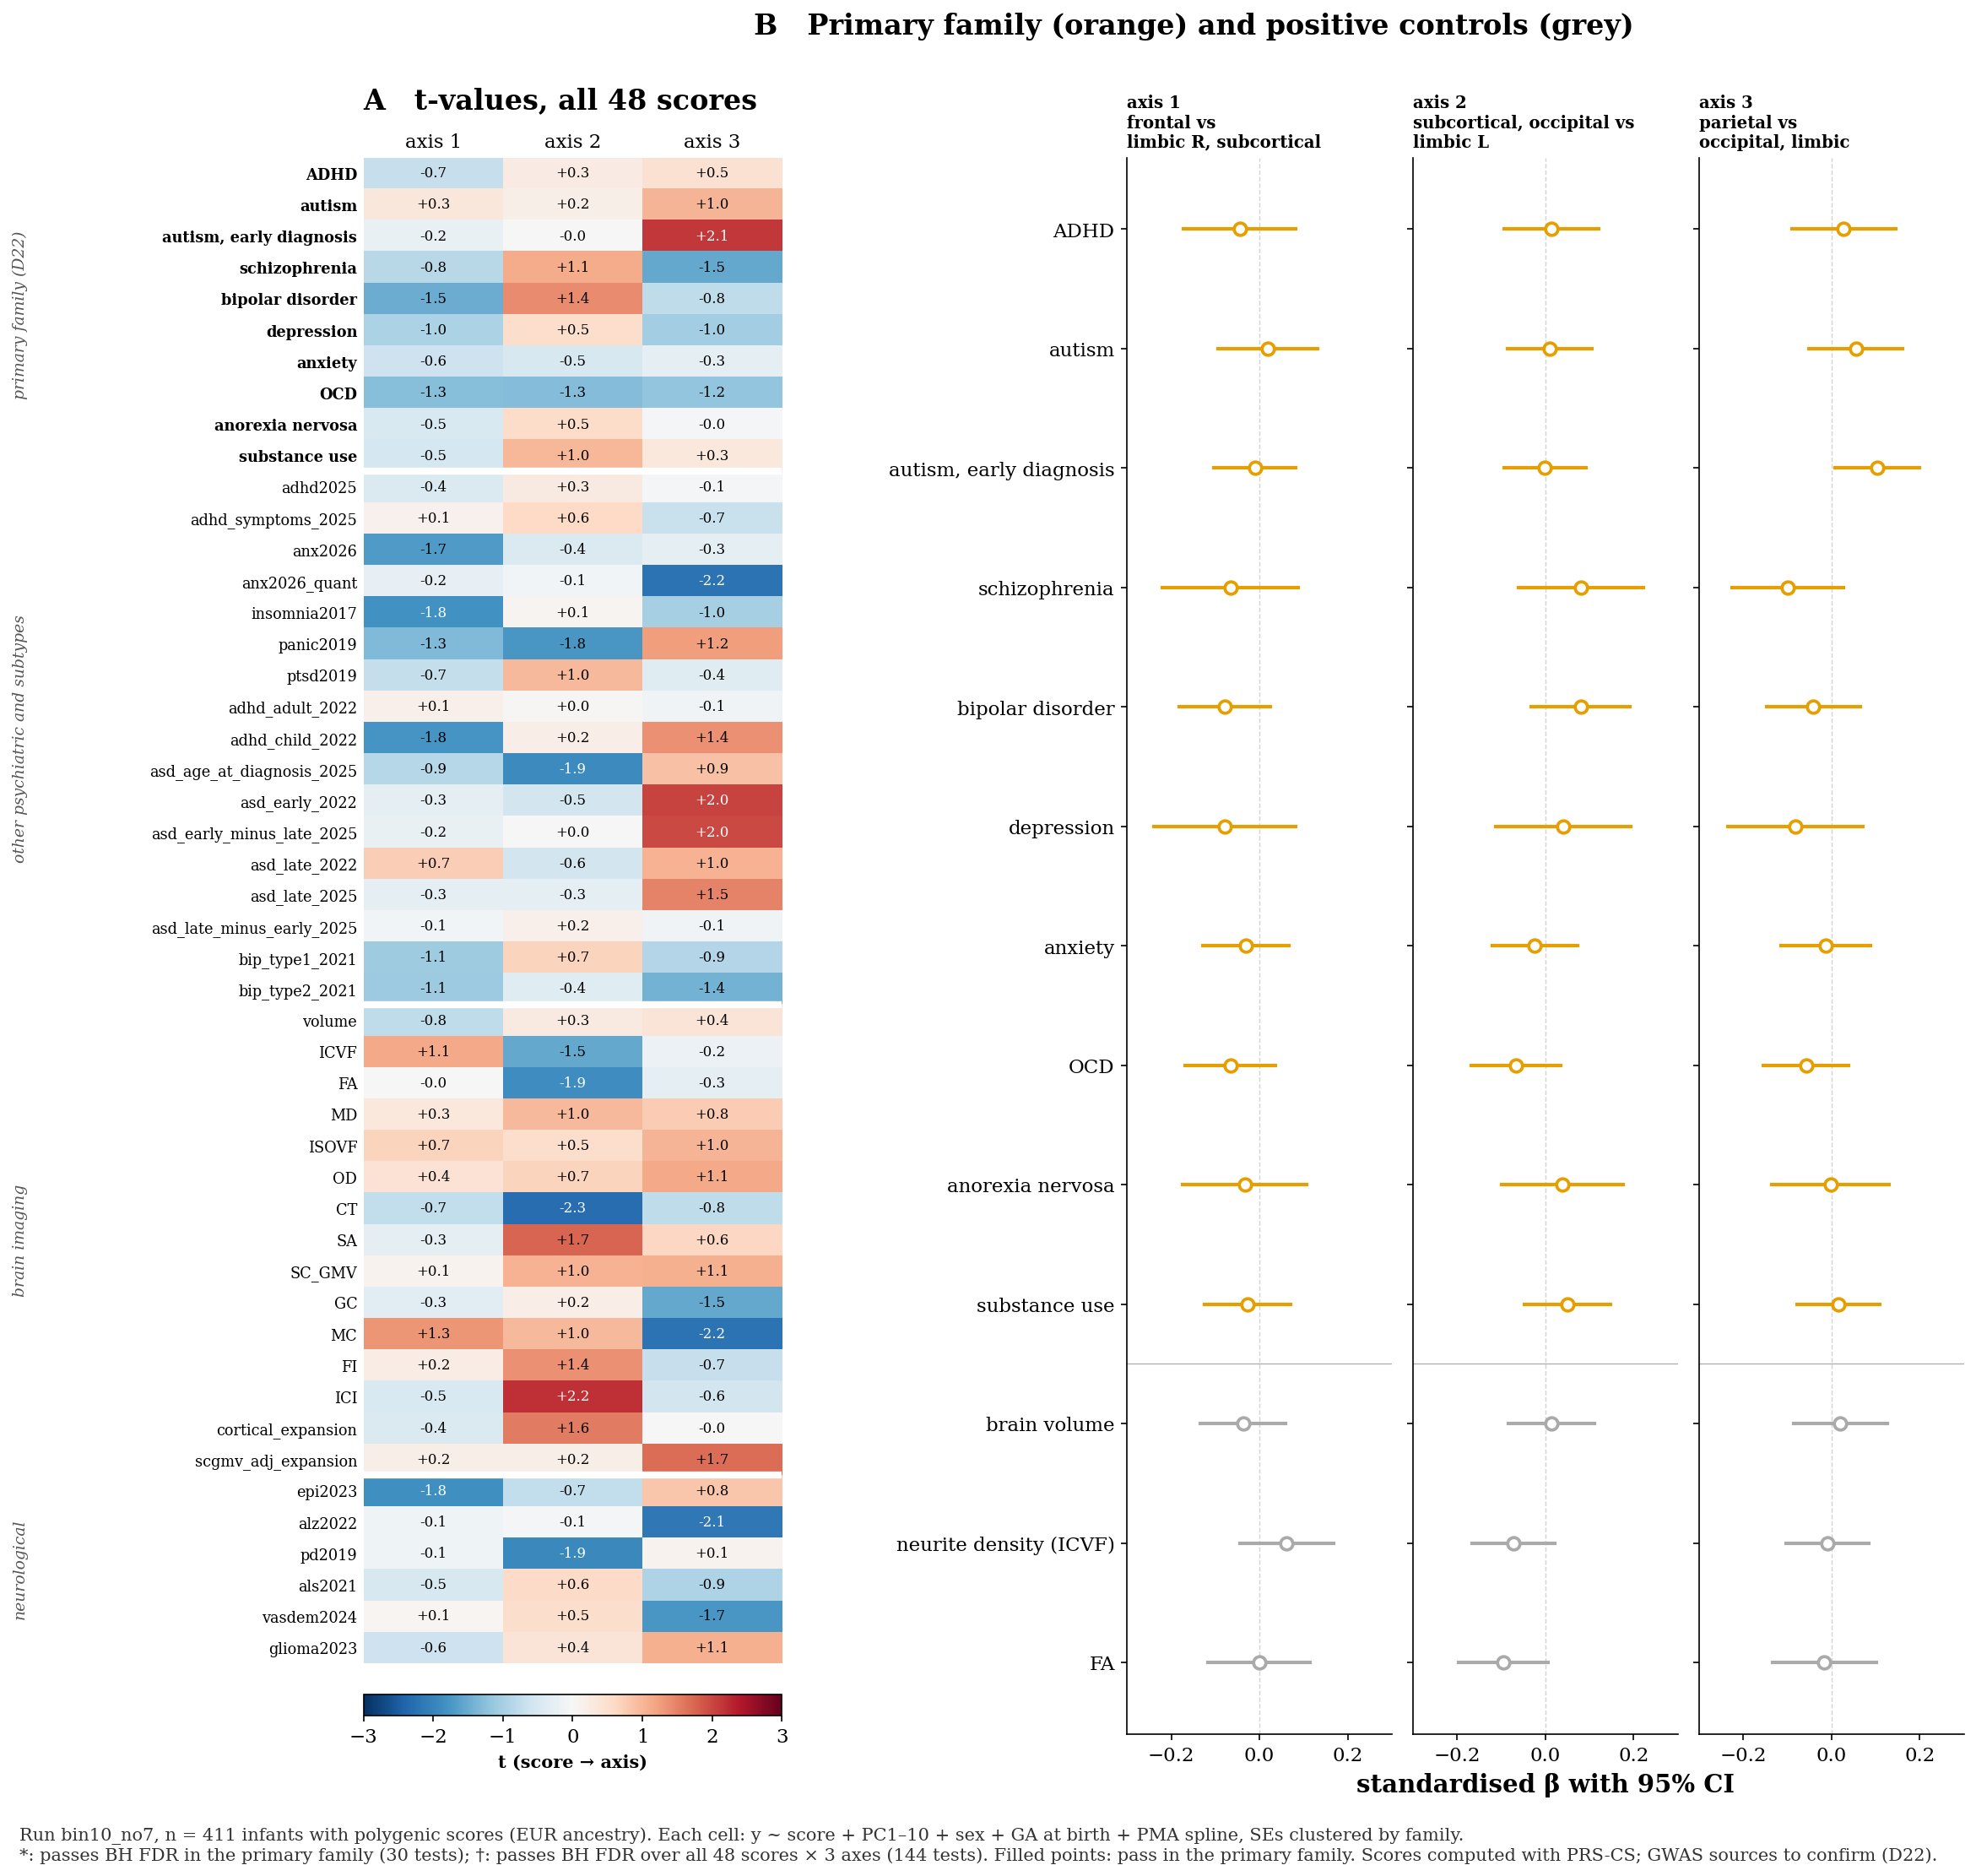 B Primary family (orange) and positive controls (grey)
A t-values, all 48 scores
axis 1 axis 2 axis 3
primary family (D22)
ADHD -0.7 +0.3 +0.5
autism +0.3 +0.2 +1.0
autism, early diagnosis -0.2 -0.0 +2.1
schizophrenia -0.8 +1.1 -1.5
bipolar disorder -1.5 +1.4 -0.8
depression -1.0 +0.5 -1.0
anxiety -0.6 -0.5 -0.3
OCD -1.3 -1.3 -1.2
anorexia nervosa -0.5 +0.5 -0.0
substance use -0.5 +1.0 +0.3
other psychiatric and subtypes
adhd2025 -0.4 +0.3 -0.1
adhd_symptoms_2025 +0.1 +0.6 -0.7
anx2026 -1.7 -0.4 -0.3
anx2026_quant -0.2 -0.1 -2.2
insomnia2017 -1.8 +0.1 -1.0
panic2019 -1.3 -1.8 +1.2
ptsd2019 -0.7 +1.0 -0.4
adhd_adult_2022 +0.1 +0.0 -0.1
adhd_child_2022 -1.8 +0.2 +1.4
asd_age_at_diagnosis_2025 -0.9 -1.9 +0.9
asd_early_2022 -0.3 -0.5 +2.0
asd_early_minus_late_2025 -0.2 +0.0 +2.0
asd_late_2022 +0.7 -0.6 +1.0
asd_late_2025 -0.3 -0.3 +1.5
asd_late_minus_early_2025 -0.1 +0.2 -0.1
bip_type1_2021 -1.1 +0.7 -0.9
bip_type2_2021 -1.1 -0.4 -1.4
brain imaging
volume -0.8 +0.3 +0.4
ICVF +1.1 -1.5 -0.2
FA -0.0 -1.9 -0.3
MD +0.3 +1.0 +0.8
ISOVF +0.7 +0.5 +1.0
OD +0.4 +0.7 +1.1
CT -0.7 -2.3 -0.8
SA -0.3 +1.7 +0.6
SC_GMV +0.1 +1.0 +1.1
GC -0.3 +0.2 -1.5
MC +1.3 +1.0 -2.2
FI +0.2 +1.4 -0.7
ICI -0.5 +2.2 -0.6
cortical_expansion -0.4 +1.6 -0.0
scgmv_adj_expansion +0.2 +0.2 +1.7
neurological
epi2023 -1.8 -0.7 +0.8
alz2022 -0.1 -0.1 -2.1
pd2019 -0.1 -1.9 +0.1
als2021 -0.5 +0.6 -0.9
vasdem2024 +0.1 +0.5 -1.7
glioma2023 -0.6 +0.4 +1.1
−3 −2 −1 0 1 2 3
t (score → axis)
axis 1
frontal vs
limbic R, subcortical
axis 2
subcortical, occipital vs
limbic L
axis 3
parietal vs
occipital, limbic
ADHD
autism
autism, early diagnosis
schizophrenia
bipolar disorder
depression
anxiety
OCD
anorexia nervosa
substance use
brain volume
neurite density (ICVF)
FA
−0.2 0.0 0.2 −0.2 0.0 0.2 −0.2 0.0 0.2
standardised β with 95% CI
Run bin10_no7, n = 411 infants with polygenic scores (EUR ancestry). Each cell: y ~ score + PC1–10 + sex + GA at birth + PMA spline, SEs clustered by family.
*: passes BH FDR in the primary family (30 tests); †: passes BH FDR over all 48 scores × 3 axes (144 tests). Filled points: pass in the primary family. Scores computed with PRS-CS; GWAS sources to confirm (D22).